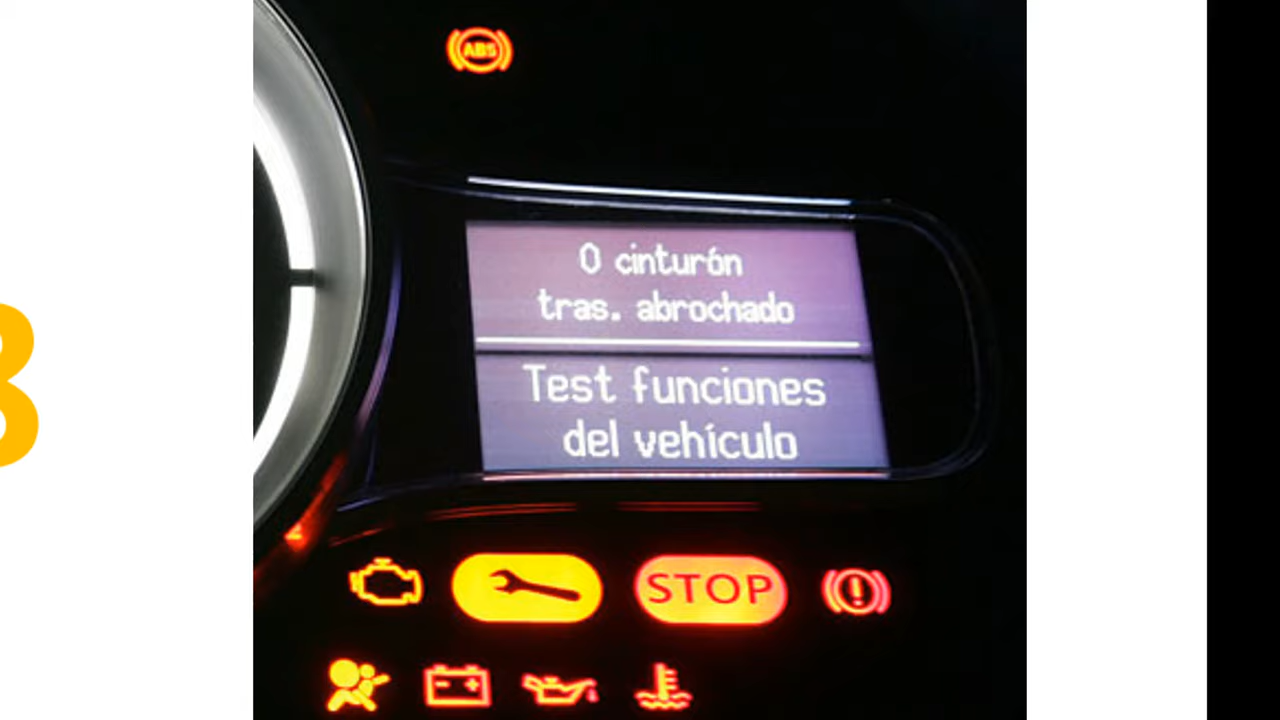 ABS
0 cinturón
tras. abrochado
Test funciones
del vehículo
STOP